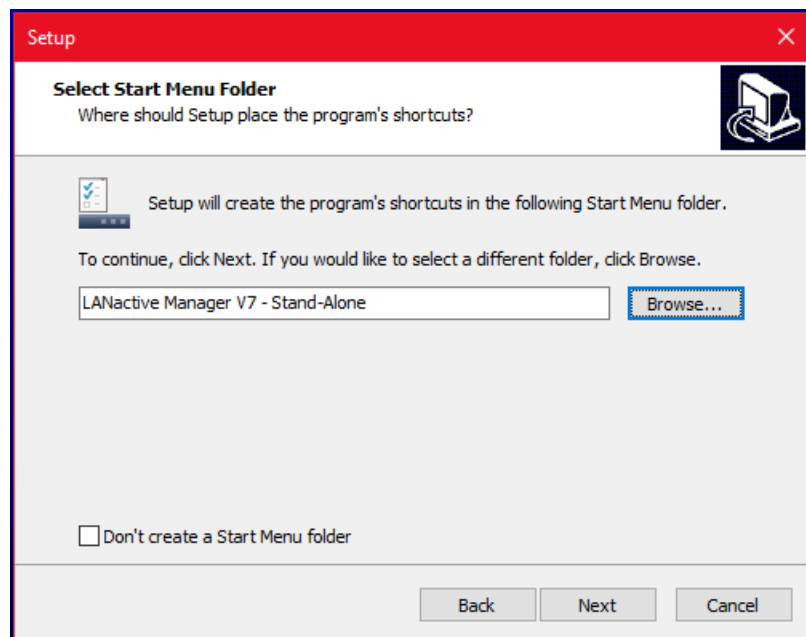 Setup
Select Start Menu Folder
Where should Setup place the program's shortcuts?
Setup will create the program's shortcuts in the following Start Menu folder.
To continue, click Next. If you would like to select a different folder, click Browse.
LANactive Manager V7 - Stand-Alone
Browse...
Don't create a Start Menu folder
Back
Next
Cancel